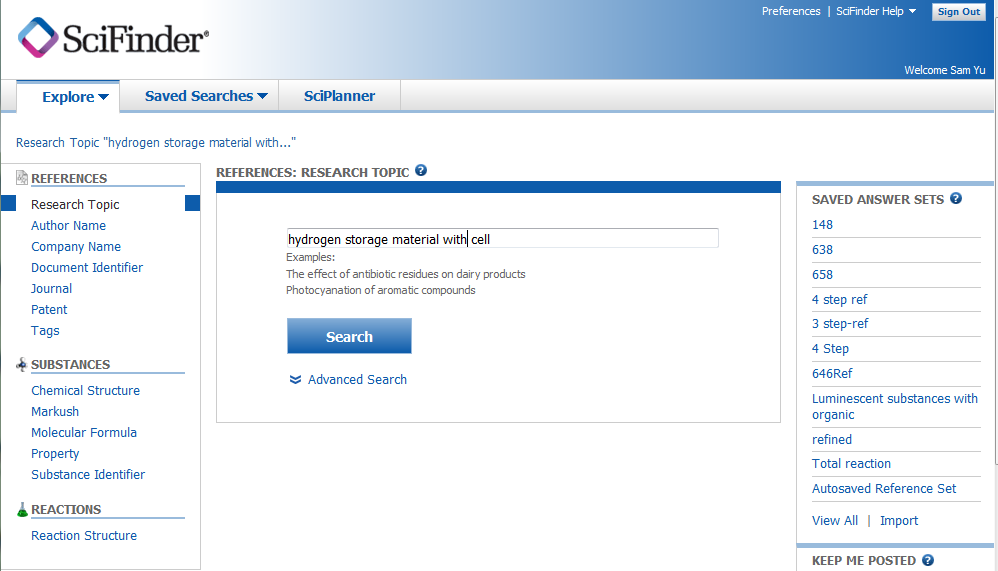 Preferences | SciFinder Help Sign Out
SciFinder®
Welcome Sam Yu
Explore Saved Searches SciPlanner
Research Topic "hydrogen storage material with..."
REFERENCES
Research Topic
Author Name
Company Name
Document Identifier
Journal
Patent
Tags
SUBSTANCES
Chemical Structure
Markush
Molecular Formula
Property
Substance Identifier
REACTIONS
Reaction Structure
REFERENCES: RESEARCH TOPIC ?
hydrogen storage material with cell
Examples:
The effect of antibiotic residues on dairy products
Photocyanation of aromatic compounds
Search
Advanced Search
SAVED ANSWER SETS ?
148
638
658
4 step ref
3 step-ref
4 Step
646Ref
Luminescent substances with
organic
refined
Total reaction
Autosaved Reference Set
View All | Import
KEEP ME POSTED ?